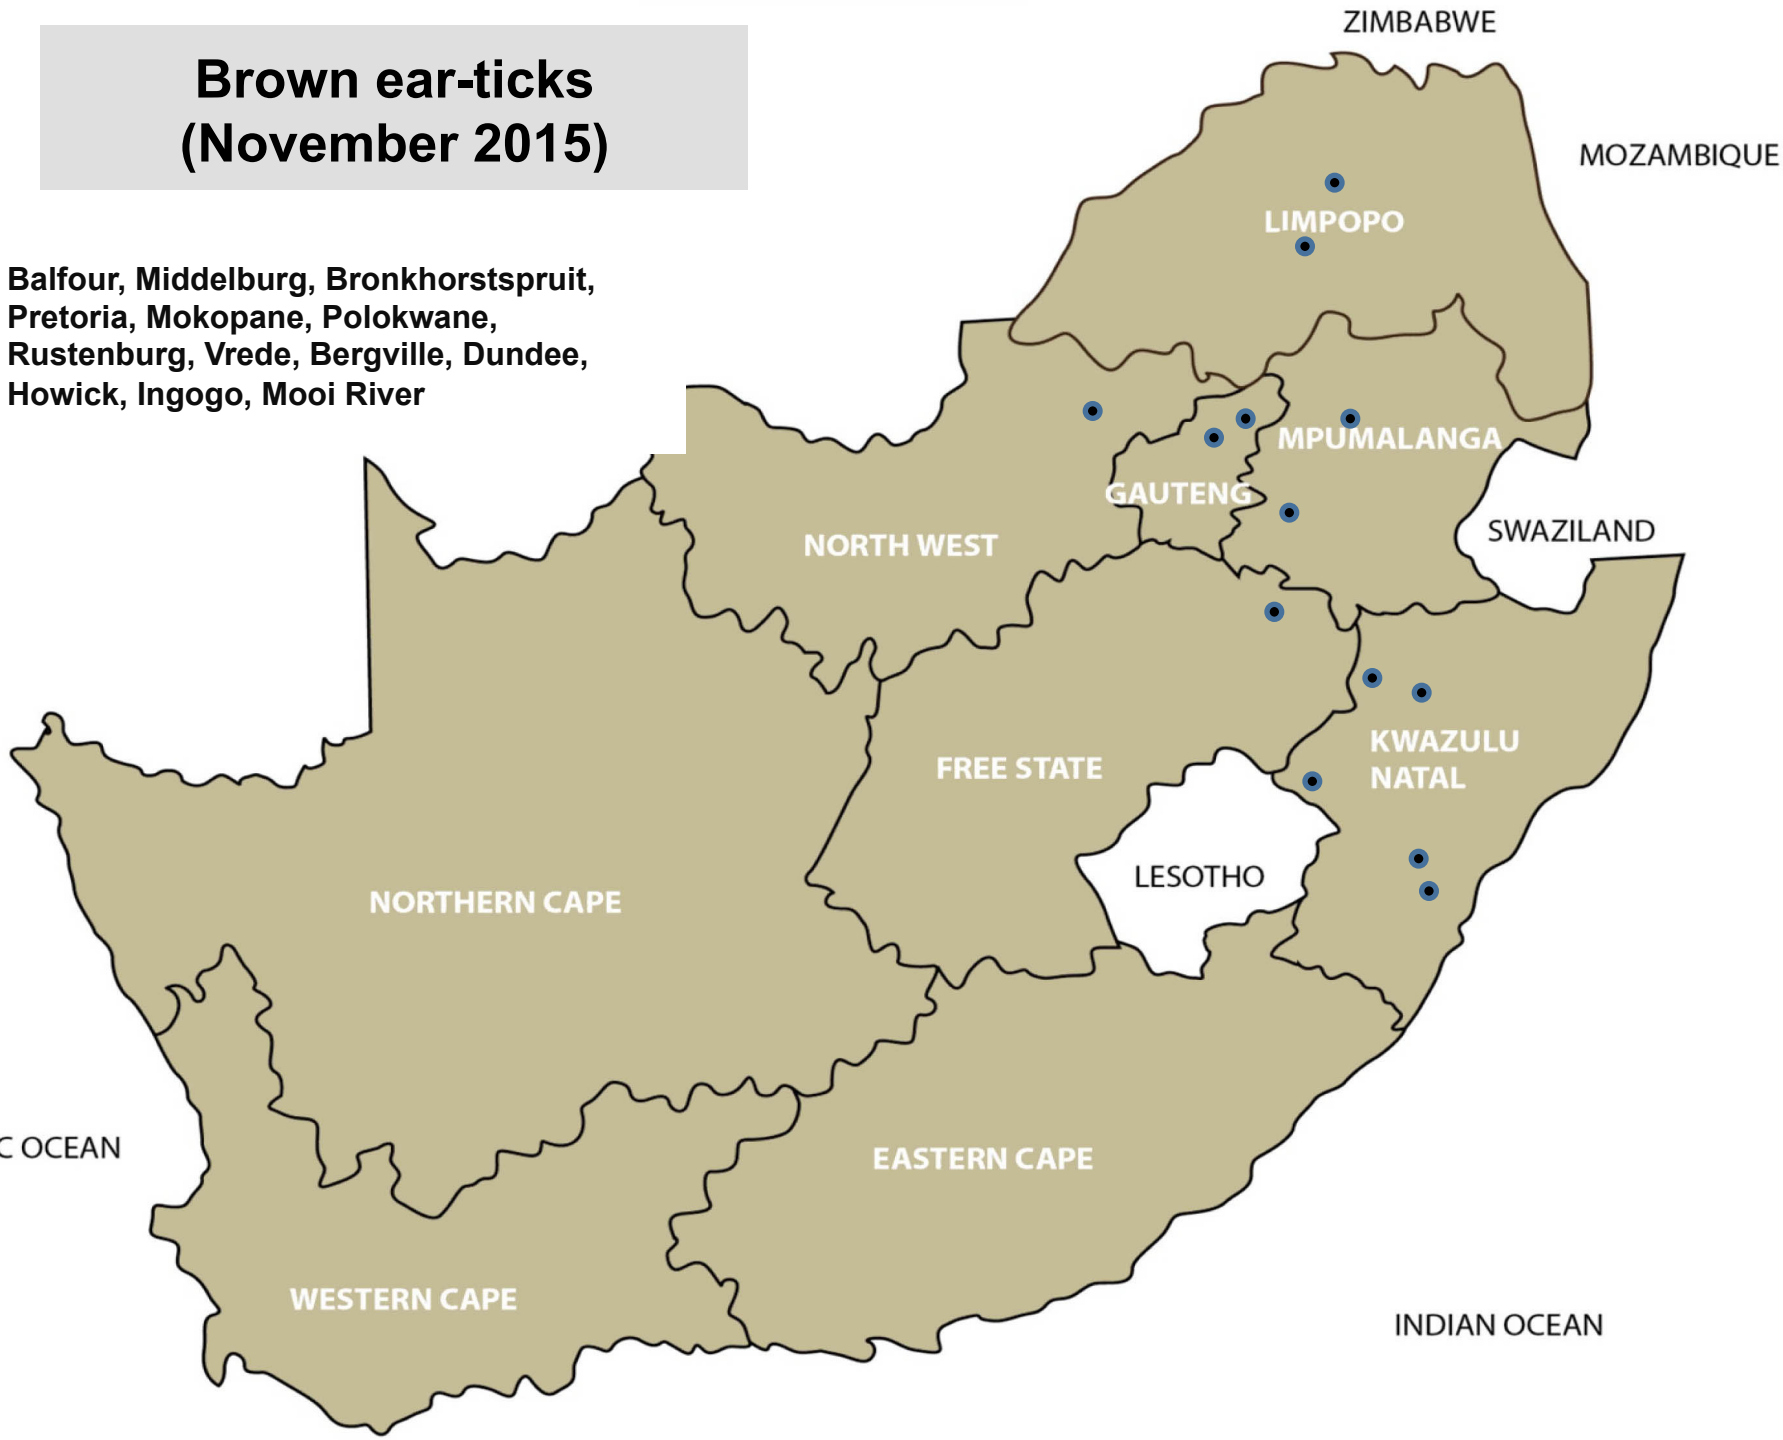 ZIMBABWE
Brown ear-ticks
(November 2015)
MOZAMBIQUE
LIMPOPO
Balfour, Middelburg, Bronkhorstspruit,
Pretoria, Mokopane, Polokwane,
Rustenburg, Vrede, Bergville, Dundee,
Howick, Ingogo, Mooi River
MPUMALANGA
GAUTENG
SWAZILAND
NORTH WEST
KWAZULU
NATAL
FREE STATE
LESOTHO
NORTHERN CAPE
C OCEAN
EASTERN CAPE
WESTERN CAPE
INDIAN OCEAN